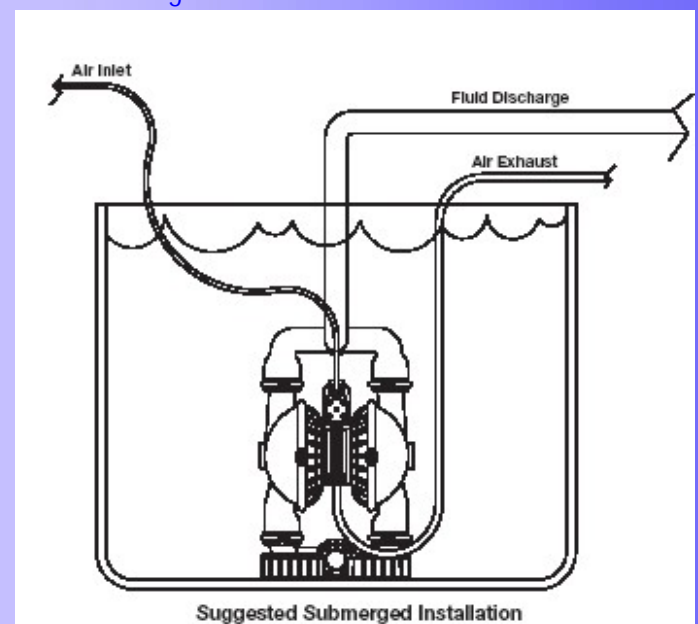 Air Inlet
Fluid Discharge
Air Exhaust
Suggested Submerged Installation